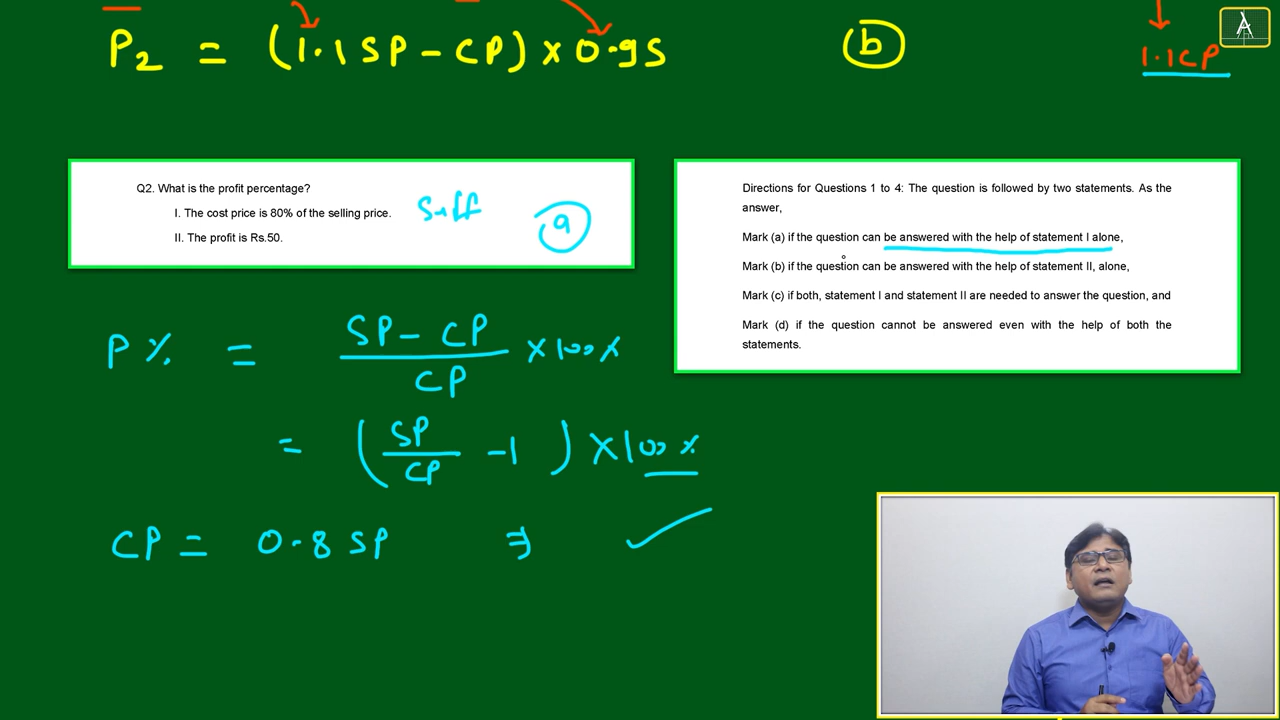 P2 = (1.1SP - CP) × 0.9S
(b)
1.1CP
Q2. What is the profit percentage?
I. The cost price is 80% of the selling price. Suff
II. The profit is Rs.50.
a
Directions for Questions 1 to 4: The question is followed by two statements. As the
answer,
Mark (a) if the question can be answered with the help of statement I alone,
Mark (b) if the question can be answered with the help of statement II, alone,
Mark (c) if both, statement I and statement II are needed to answer the question, and
Mark (d) if the question cannot be answered even with the help of both the
statements.
P% = SP - CP / CP × 100%
= (SP / CP - 1) × 100%
CP = 0.8 SP ⇒ ✓